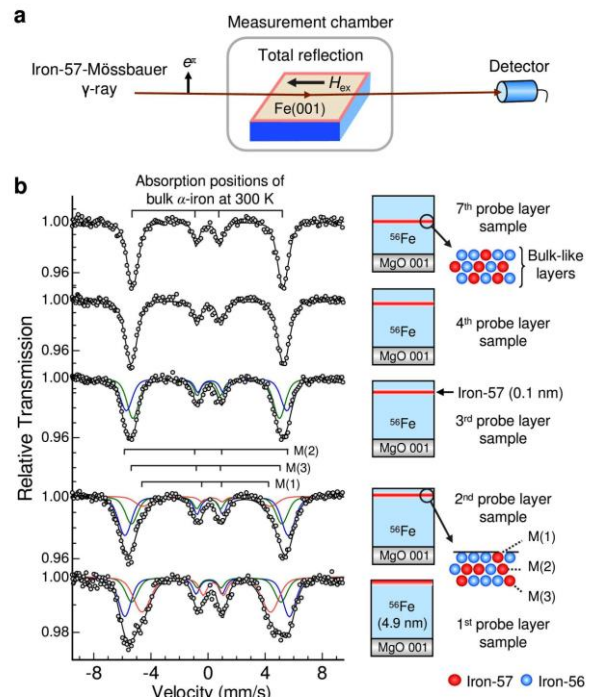 a
Measurement chamber
Total reflection
Iron-57-Mössbauer
γ-ray
e^π
H_ex
Fe(001)
Detector
b
Absorption positions of
bulk α-iron at 300 K
Relative Transmission
1.00
0.96
1.00
0.96
1.00
0.96
M(2)
M(3)
M(1)
1.00
0.96
1.00
0.98
-8
-4
0
4
8
Velocity (mm/s)
56Fe
MgO 001
7th probe layer
sample
Bulk-like
layers
56Fe
MgO 001
4th probe layer
sample
56Fe
MgO 001
Iron-57 (0.1 nm)
3rd probe layer
sample
56Fe
MgO 001
2nd probe layer
sample
M(1)
M(2)
M(3)
56Fe
(4.9 nm)
MgO 001
1st probe layer
sample
Iron-57
Iron-56